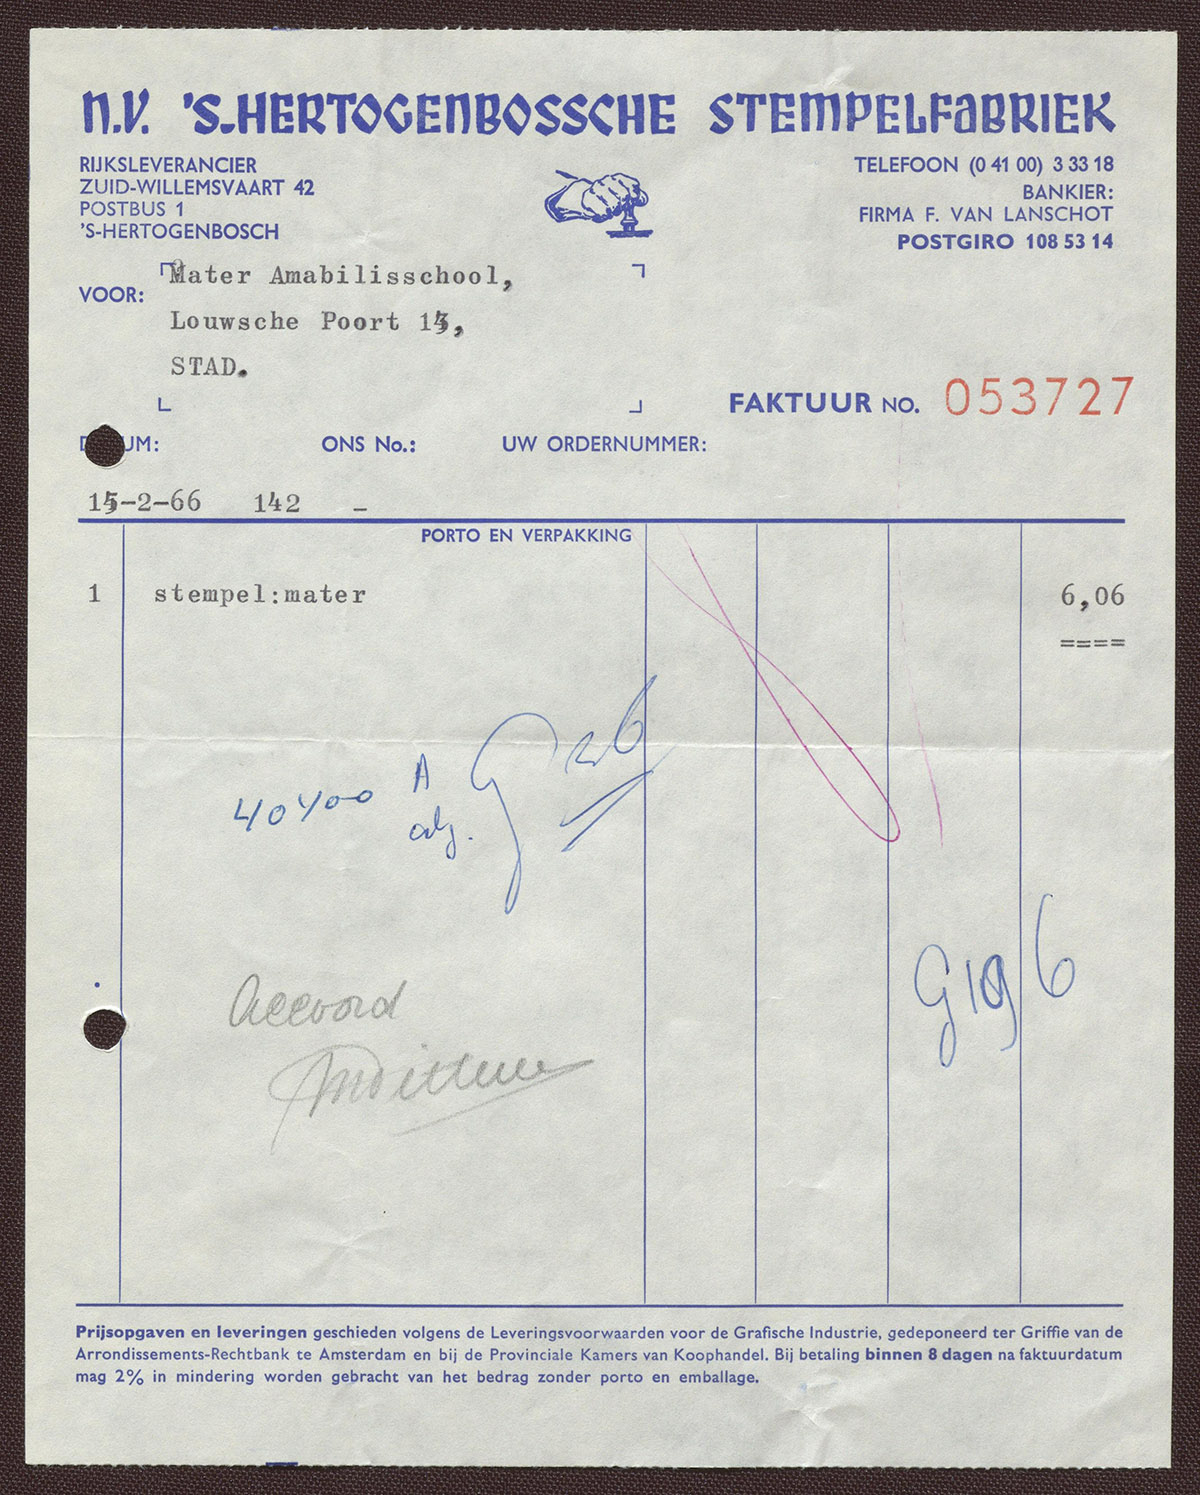 N.V. 'S-HERTOGENBOSSCHE STEMPELFABRIEK
RIJKSLEVERANCIER
ZUID-WILLEMSVAART 42
POSTBUS 1
'S-HERTOGENBOSCH
TELEFOON (0 41 00) 3 33 18
BANKIER:
FIRMA F. VAN LANSCHOT
POSTGIRO 108 53 14
VOOR:
Mater Amabilisschool,
Louwsche Poort
STAD.
FAKTUUR NO. 053727
ONS No.: UW ORDERNUMMER:
-2-66 142 –
PORTO EN VERPAKKING
1 stempel:mater 6,06
====
40400 A
alg.
Accoord
G 196
Prijsopgaven en leveringen geschieden volgens de Leveringsvoorwaarden voor de Grafische Industrie, gedeponeerd ter Griffie van de
Arrondissements-Rechtbank te Amsterdam en bij de Provinciale Kamers van Koophandel. Bij betaling binnen 8 dagen na faktuurdatum
mag 2% in mindering worden gebracht van het bedrag zonder porto en emballage.